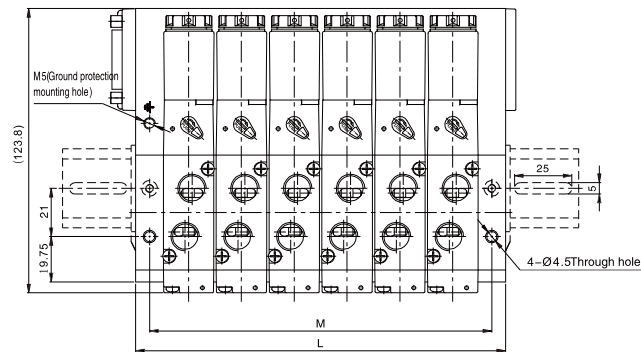 M5(Ground protection
mounting hole)
(123.8)
25
5
21
19.75
4-Ø4.5Through hole
M
L